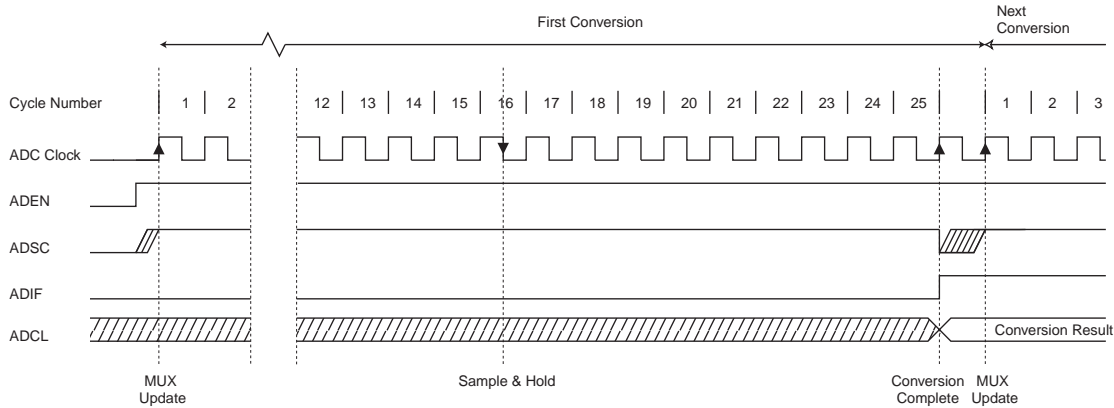 First Conversion
Next
Conversion
Cycle Number 1 2 12 13 14 15 16 17 18 19 20 21 22 23 24 25 1 2 3
ADC Clock
ADEN
ADSC
ADIF
ADCL Conversion Result
MUX
Update
Sample & Hold
Conversion
Complete
MUX
Update